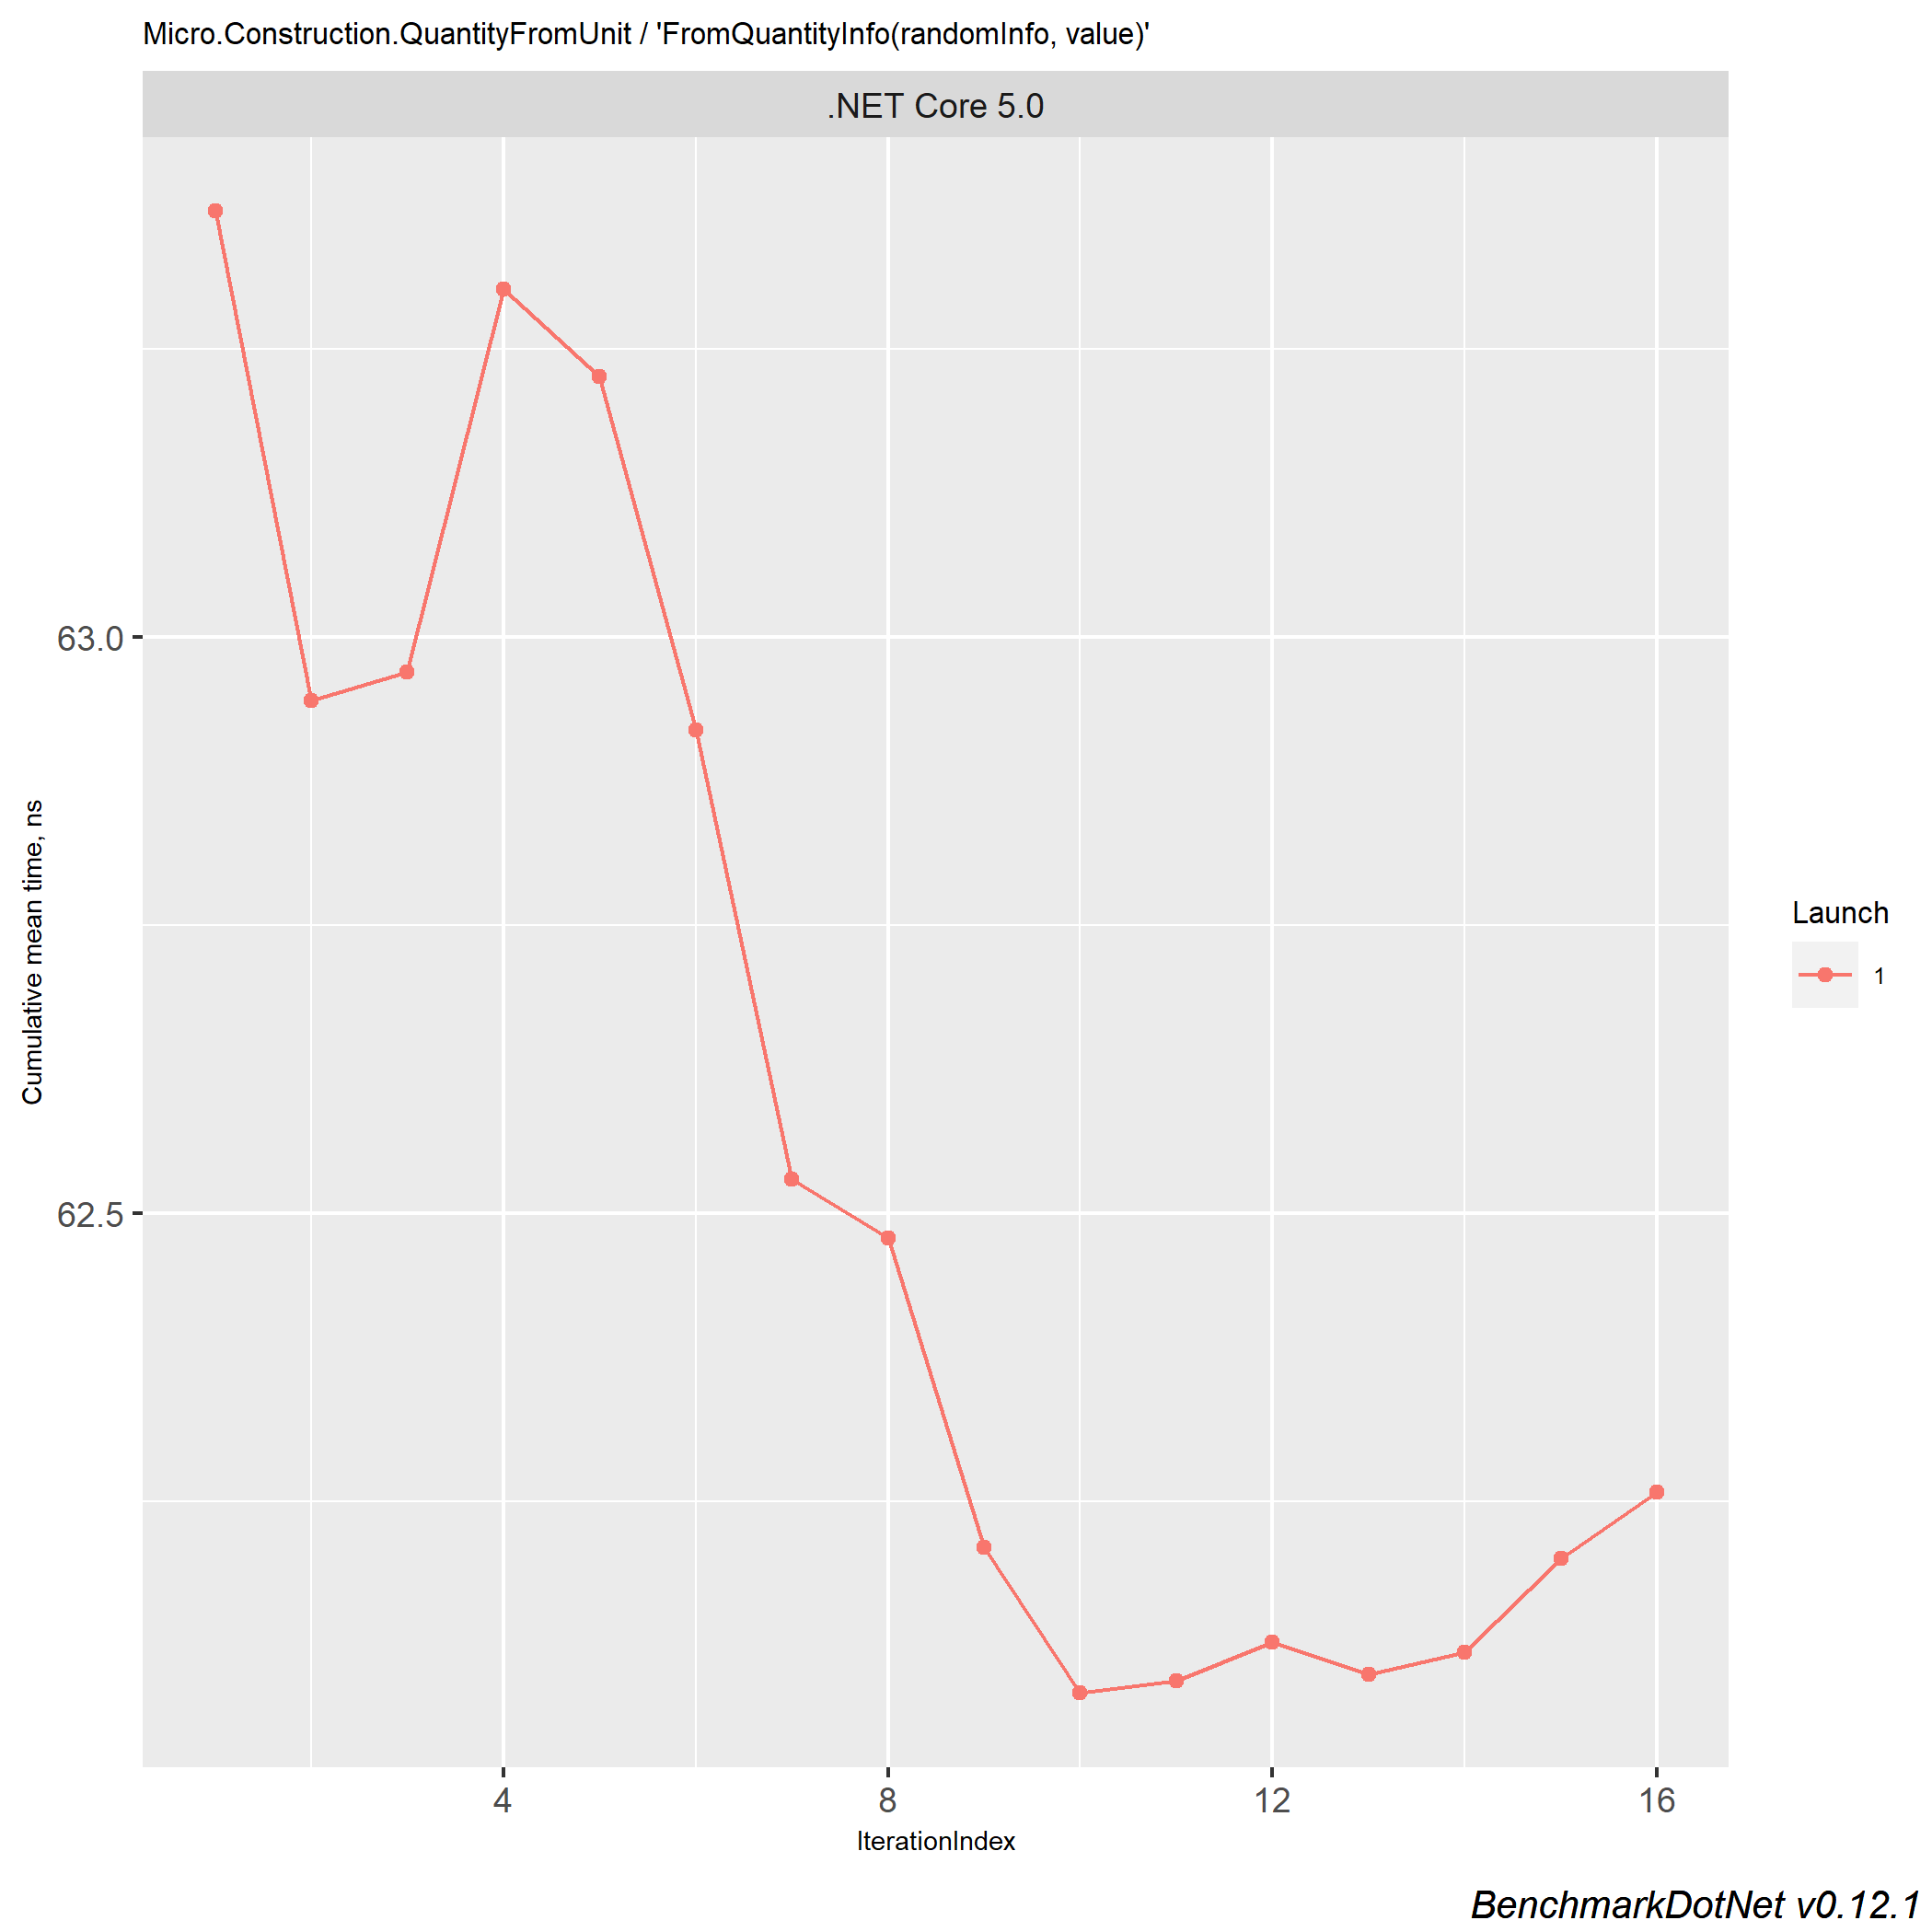 Micro.Construction.QuantityFromUnit / 'FromQuantityInfo(randomInfo, value)'
.NET Core 5.0
63.0
62.5
Cumulative mean time, ns
4
8
12
16
IterationIndex
Launch
1
BenchmarkDotNet v0.12.1